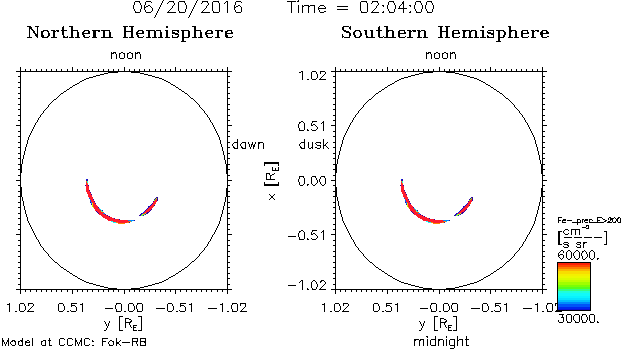 06/20/2016 Time = 02:04:00
Northern Hemisphere Southern Hemisphere
noon noon
1.02
0.51
dawn dusk
0.00
x [RE]
-0.51
-1.02
Fe-_prec_E>200
[cm-2
s sr
60000.
30000.
1.02 0.51 -0.00 -0.51 -1.02 1.02 0.51 -0.00 -0.51 -1.02
y [RE] y [RE]
Model at CCMC: Fok-RB midnight